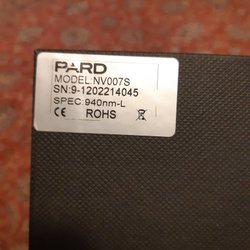 PARD
MODEL:NV007S
SN:9-1202214045
SPEC:940nm-L
CE ROHS